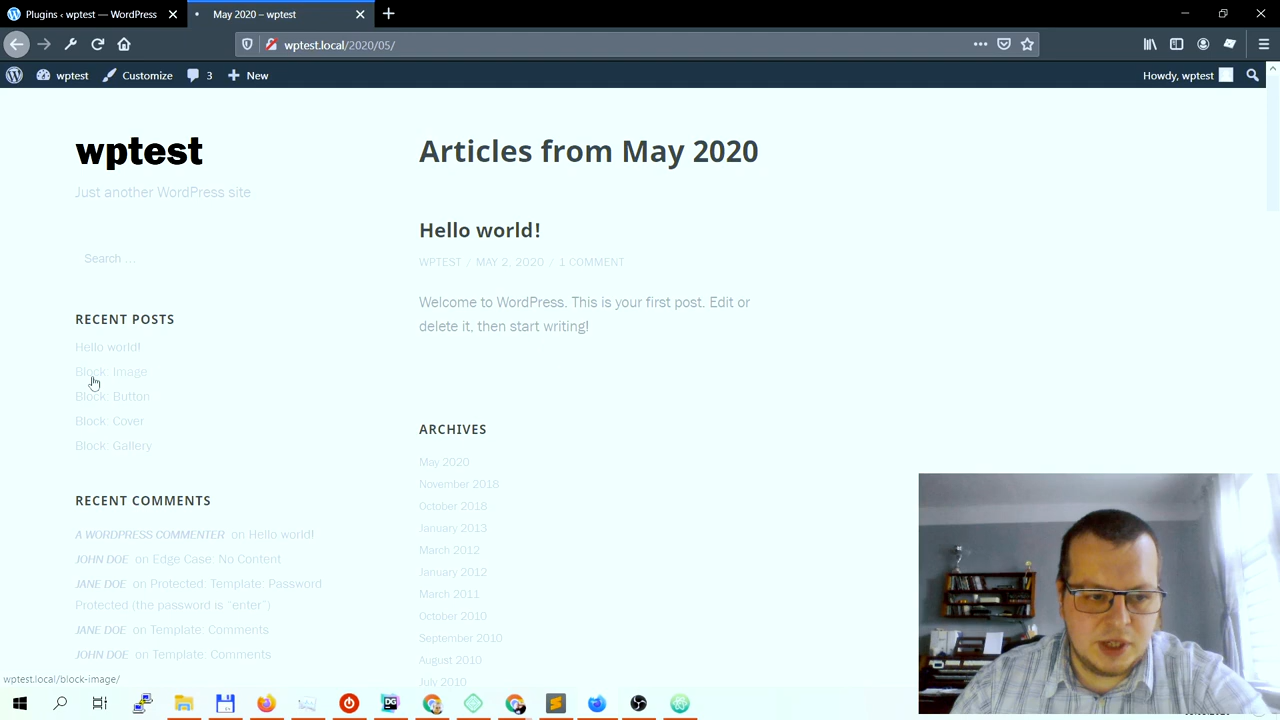 Plugins ‹ wptest — WordPress
May 2020 – wptest
wptest.local/2020/05/
wptest
Customize
3
New
Howdy, wptest
wptest
Just another WordPress site
Search …
RECENT POSTS
Hello world!
Block: Image
Block: Button
Block: Cover
Block: Gallery
RECENT COMMENTS
A WORDPRESS COMMENTER on Hello world!
JOHN DOE on Edge Case: No Content
JANE DOE on Protected: Template: Password
Protected (the password is “enter”)
JANE DOE on Template: Comments
JOHN DOE on Template: Comments
Articles from May 2020
Hello world!
WPTEST / MAY 2, 2020 / 1 COMMENT
Welcome to WordPress. This is your first post. Edit or
delete it, then start writing!
ARCHIVES
May 2020
November 2018
October 2018
January 2013
March 2012
January 2012
March 2011
October 2010
September 2010
August 2010
July 2010
wptest.local/block-image/
DG